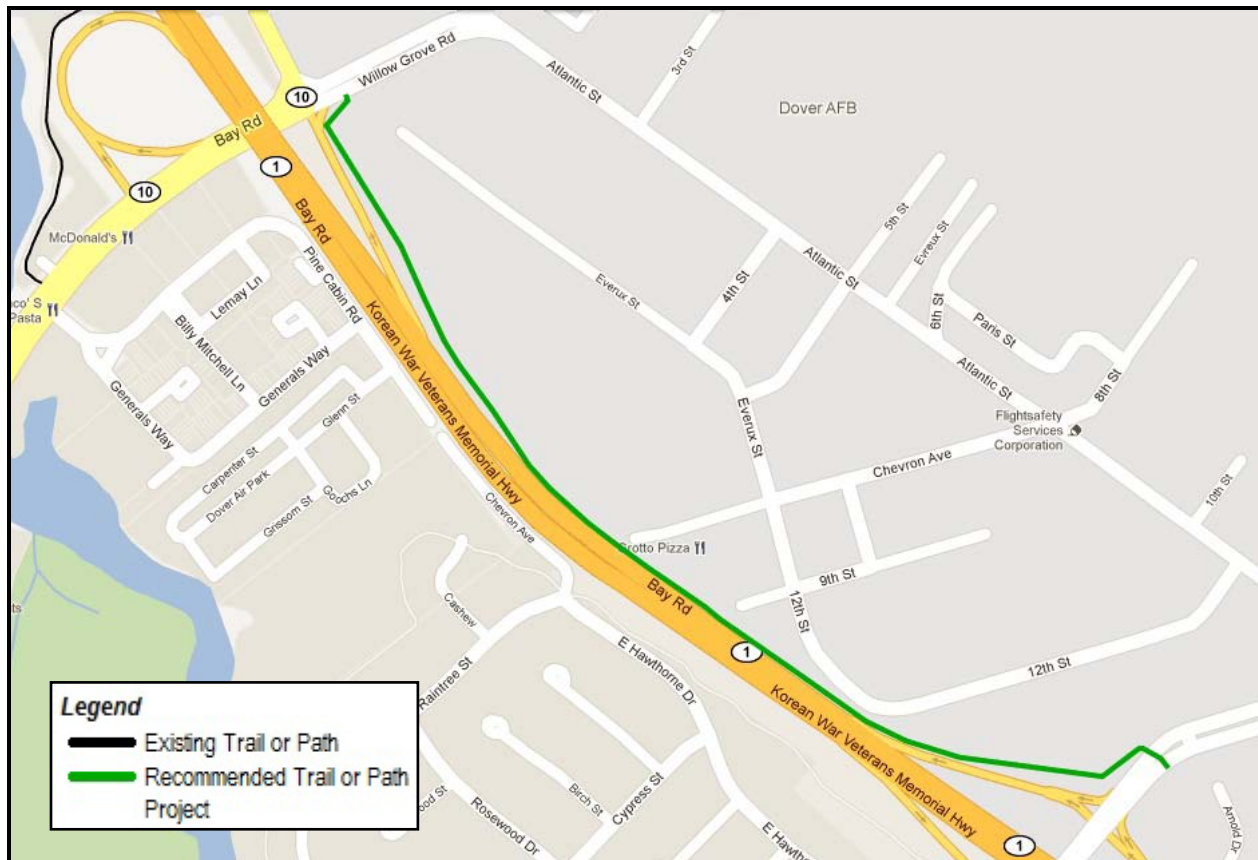 Willow Grove Rd
10
Bay Rd
10
1
Bay Rd
Atlantic St
3rd St
Dover AFB
McDonald's
co' S
Pasta
Pine Cabin Rd
Lemay Ln
Billy Mitchell Ln
Generals Way
Generals Way
Korean War Veterans Memorial Hwy
Everux St
4th St
5th St
Evreux St
Atlantic St
6th St
Paris St
Atlantic St
8th St
Everux St
Flightsafety
Services
Corporation
Chevron Ave
10th St
Glenn St
Carpenter St
Dover Air Park
Goochs Ln
Grissom St
Chevron Ave
Grotto Pizza
Bay Rd
9th St
12th St
12th St
Cashew
Raintree St
E Hawthorne Dr
1
Korean War Veterans Memorial Hwy
ts
Birch St
Cypress St
ood St
Rosewood Dr
E Hawtho
1
Arnold Dr
Legend
Existing Trail or Path
Recommended Trail or Path
Project